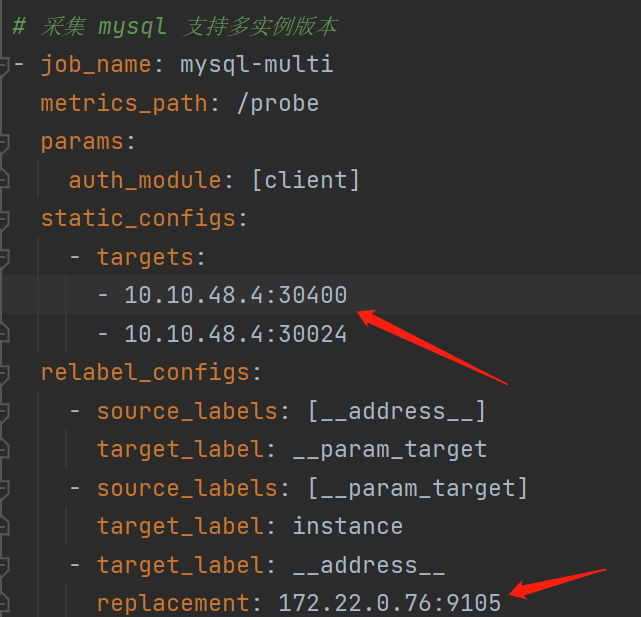 # 采集 mysql 支持多实例版本
- job_name: mysql-multi
  metrics_path: /probe
  params:
    auth_module: [client]
  static_configs:
    - targets:
      - 10.10.48.4:30400
      - 10.10.48.4:30024
  relabel_configs:
    - source_labels: [__address__]
      target_label: __param_target
    - source_labels: [__param_target]
      target_label: instance
    - target_label: __address__
      replacement: 172.22.0.76:9105